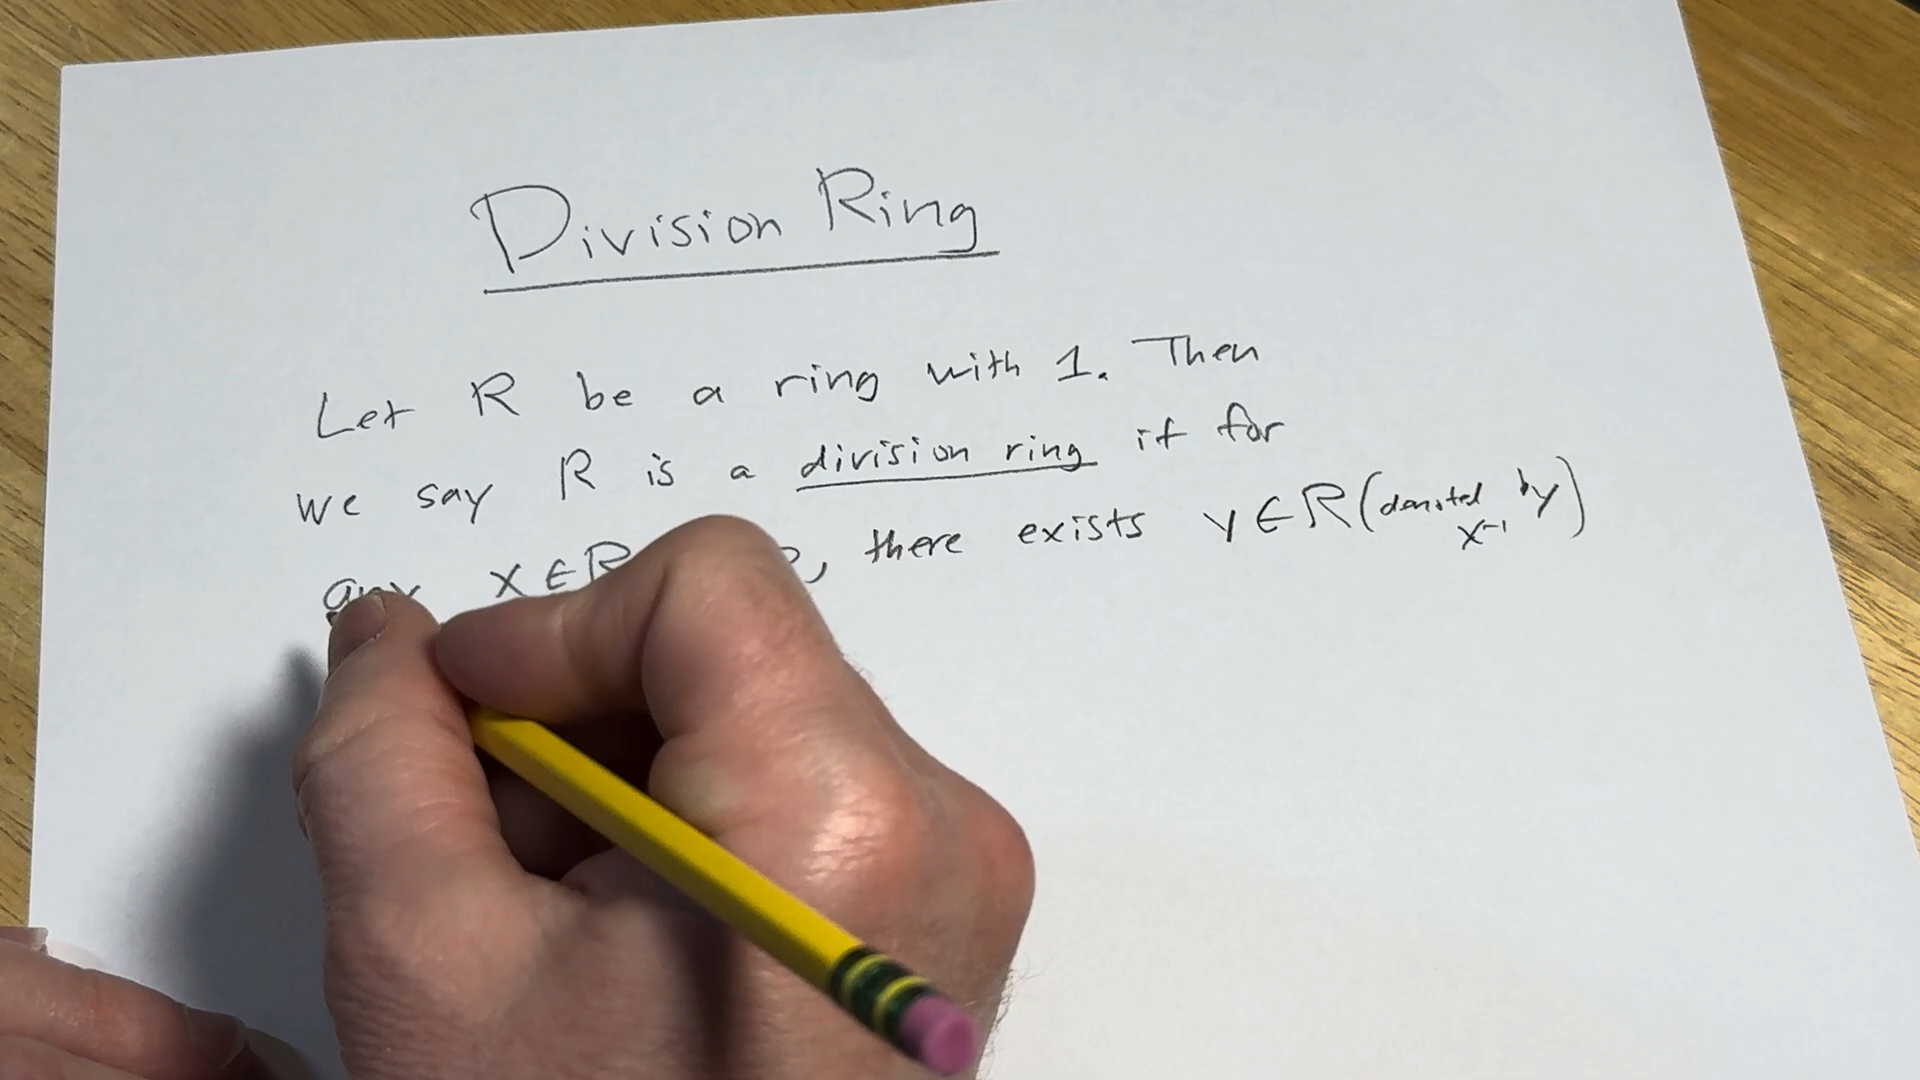 Division Ring
Let R be a ring with 1. Then
we say R is a division ring if for
any x∈R , there exists y∈R (denoted by
x⁻¹)